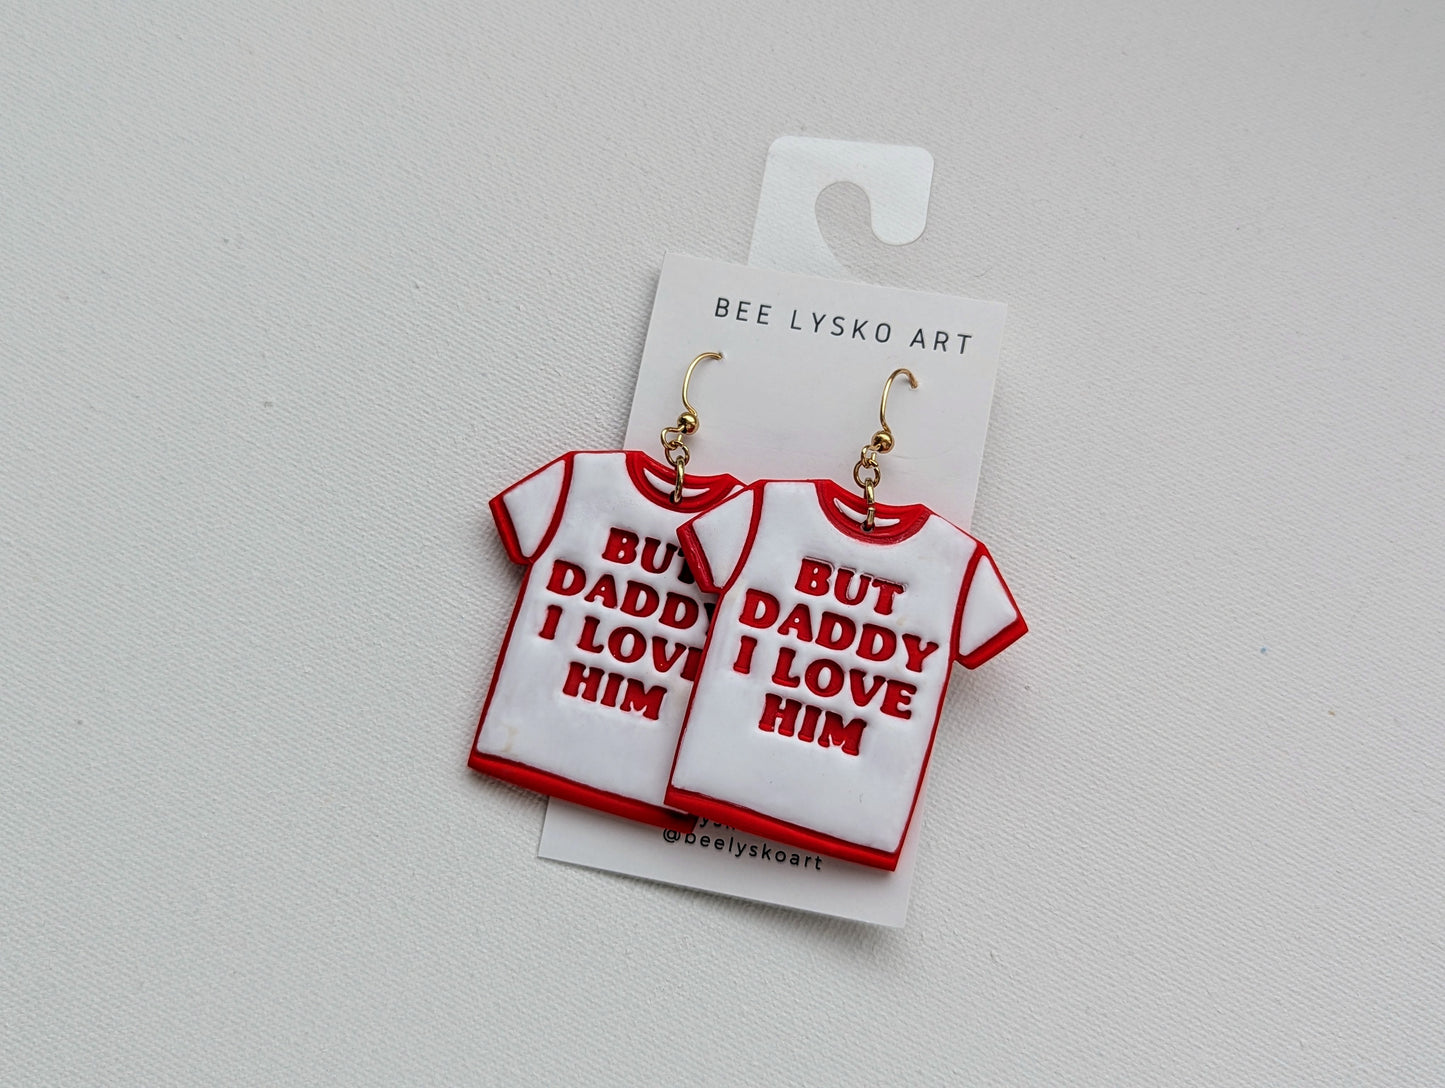 BEE LYSKO ART
BUT
DADDY
I LOVE
HIM
BUT
DADDY
I LOVE
HIM
@beelyskoart